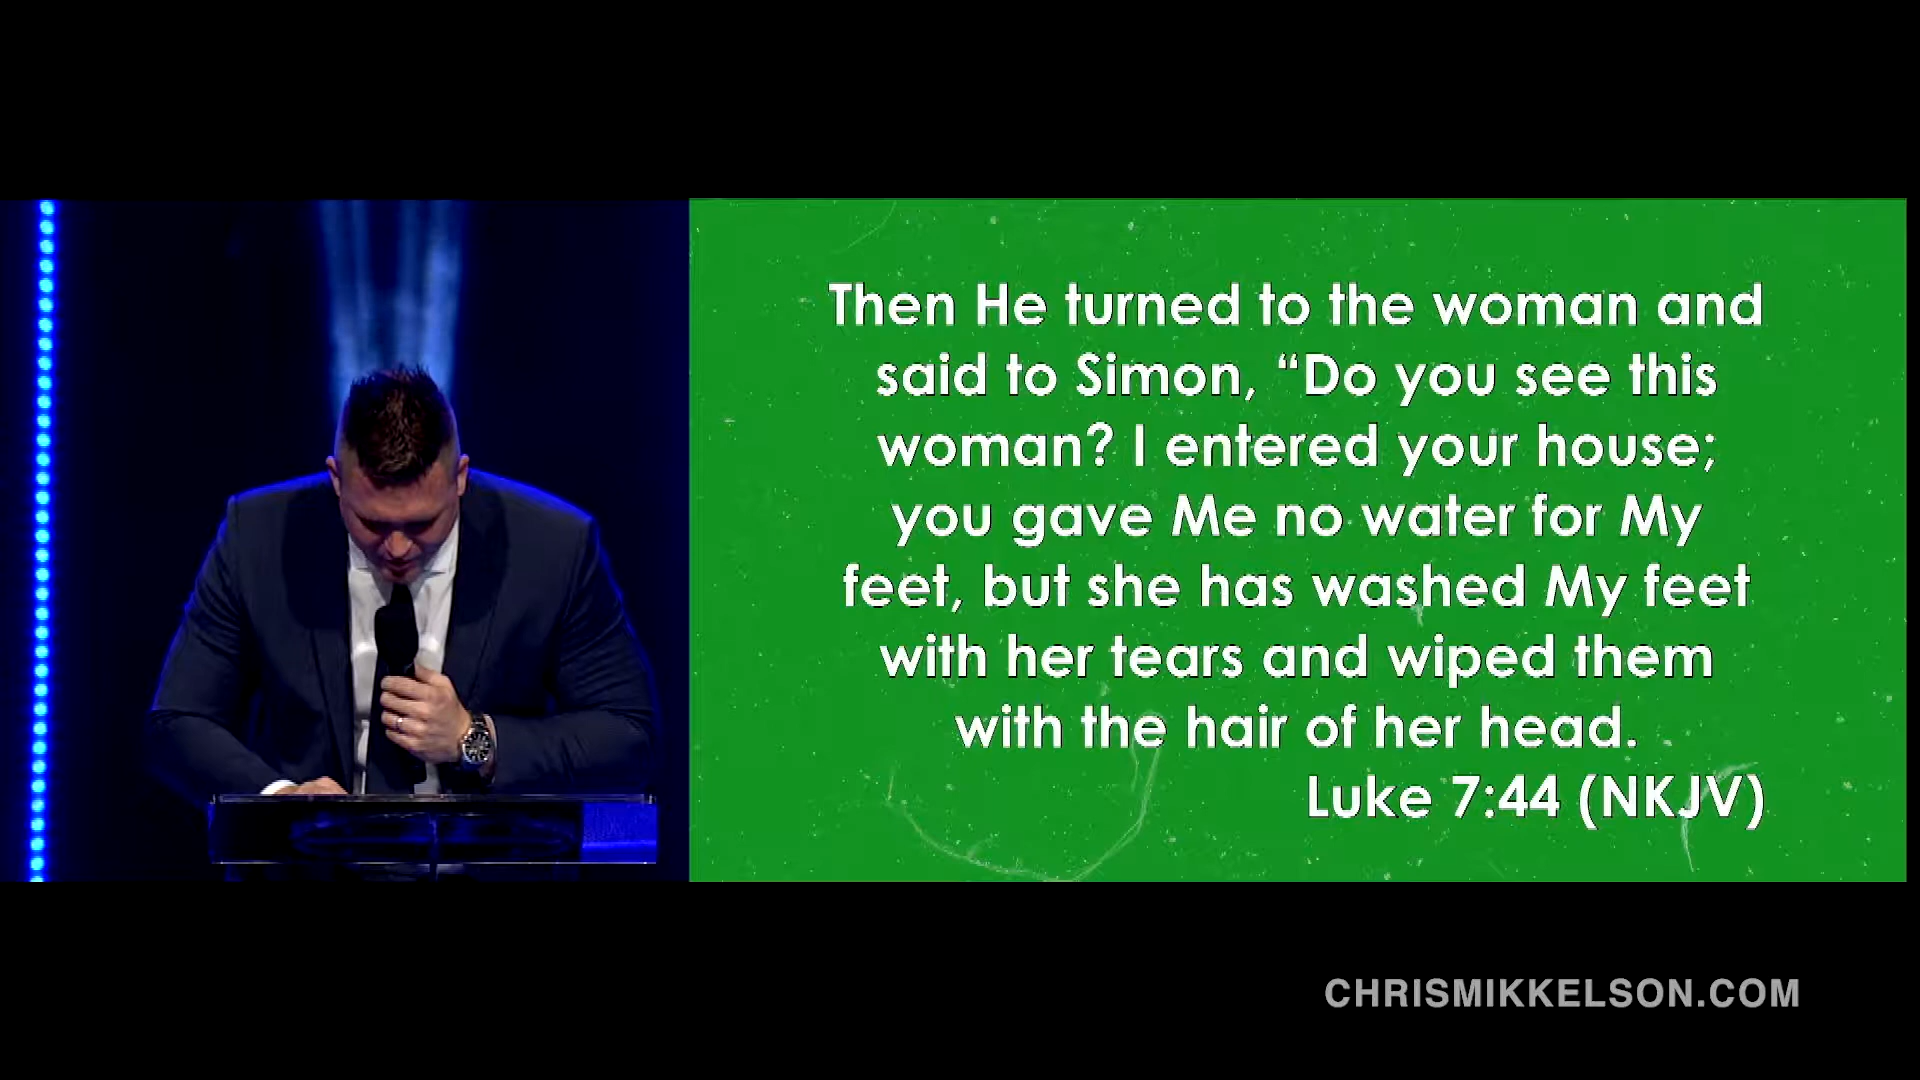 Then He turned to the woman and
said to Simon, “Do you see this
woman? I entered your house;
you gave Me no water for My
feet, but she has washed My feet
with her tears and wiped them
with the hair of her head.
Luke 7:44 (NKJV)
CHRISMIKKELSON.COM